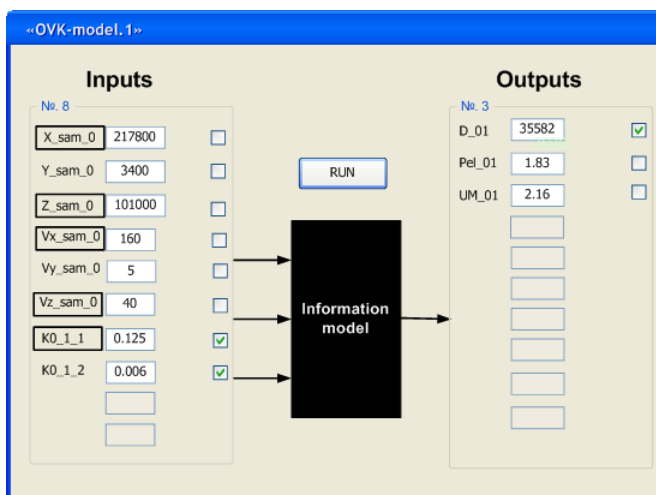 «OVK-model.1»
Inputs
Outputs
№. 8
№. 3
X_sam_0 217800
Y_sam_0 3400
Z_sam_0 101000
Vx_sam_0 160
Vy_sam_0 5
Vz_sam_0 40
K0_1_1 0.125
K0_1_2 0.006
RUN
Information
model
D_01 35582
Pel_01 1.83
UM_01 2.16